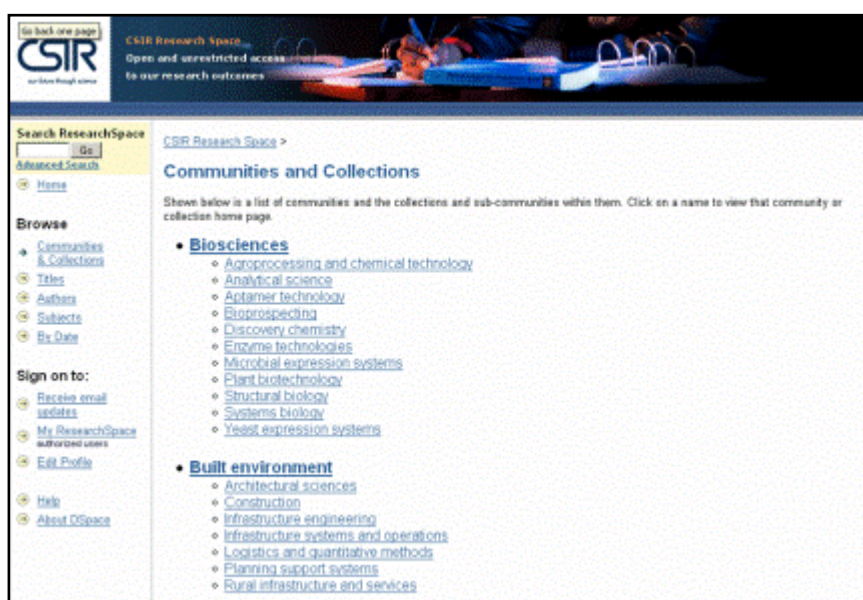 Go back one page
CSIR
our future through science
CSIR Research Space...
Open and unrestricted access
to our research outcomes
Search ResearchSpace
Go
Advanced Search
Home
Browse
Communities
& Collections
Titles
Authors
Subjects
By Date
Sign on to:
Receive email
updates
My ResearchSpace
authorized users
Edit Profile
Help
About DSpace
CSIR Research Space >
Communities and Collections
Shown below is a list of communities and the collections and sub-communities within them. Click on a name to view that community or
collection home page.
Biosciences
Agroprocessing and chemical technology
Analytical science
Aptamer technology
Bioprospecting
Discovery chemistry
Enzyme technologies
Microbial expression systems
Plant biotechnology
Structural biology
Systems biology
Yeast expression systems
Built environment
Architectural sciences
Construction
Infrastructure engineering
Infrastructure systems and operations
Logistics and quantitative methods
Planning support systems
Rural infrastructure and services